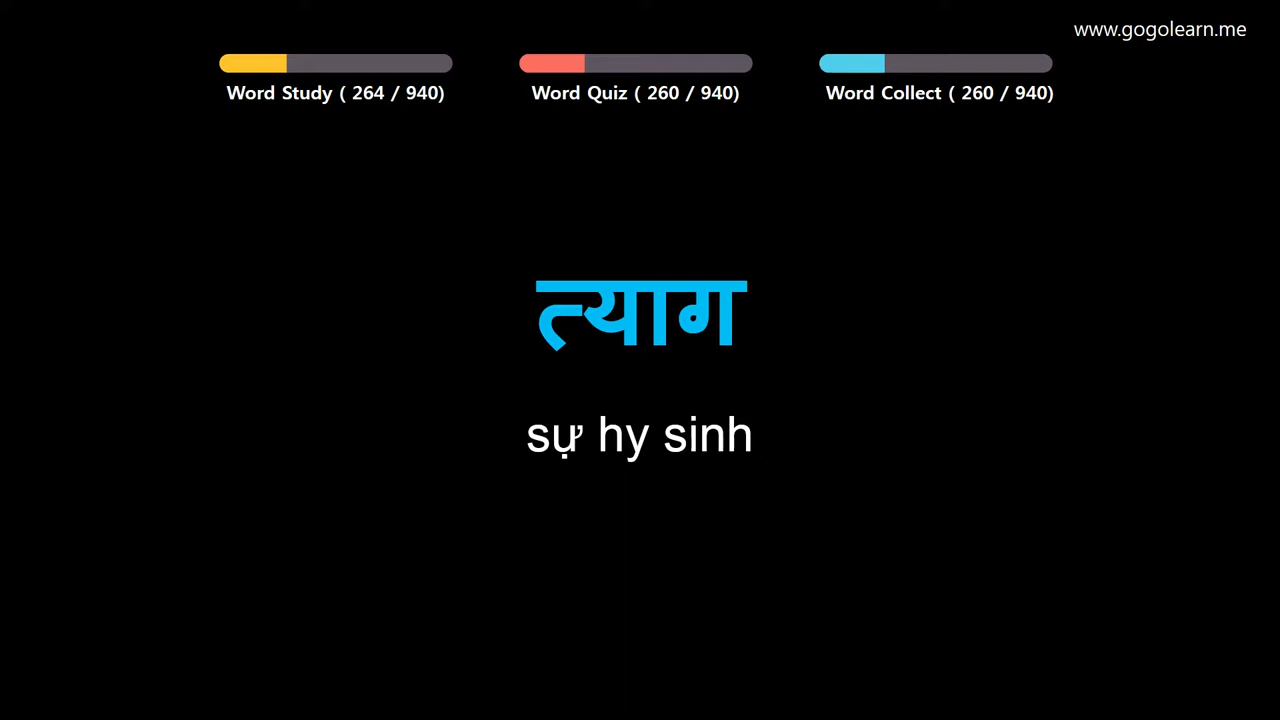 www.gogolearn.me
Word Study ( 264 / 940)
Word Quiz ( 260 / 940)
Word Collect ( 260 / 940)
त्याग
sự hy sinh